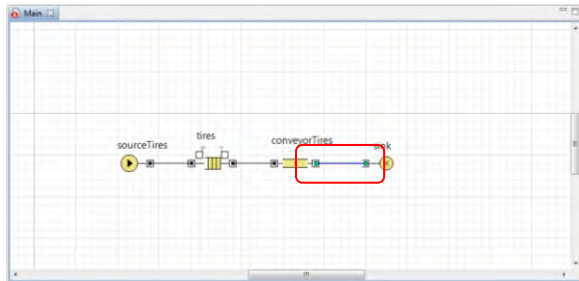 Main
sourceTires
tires
conveyorTires
sink